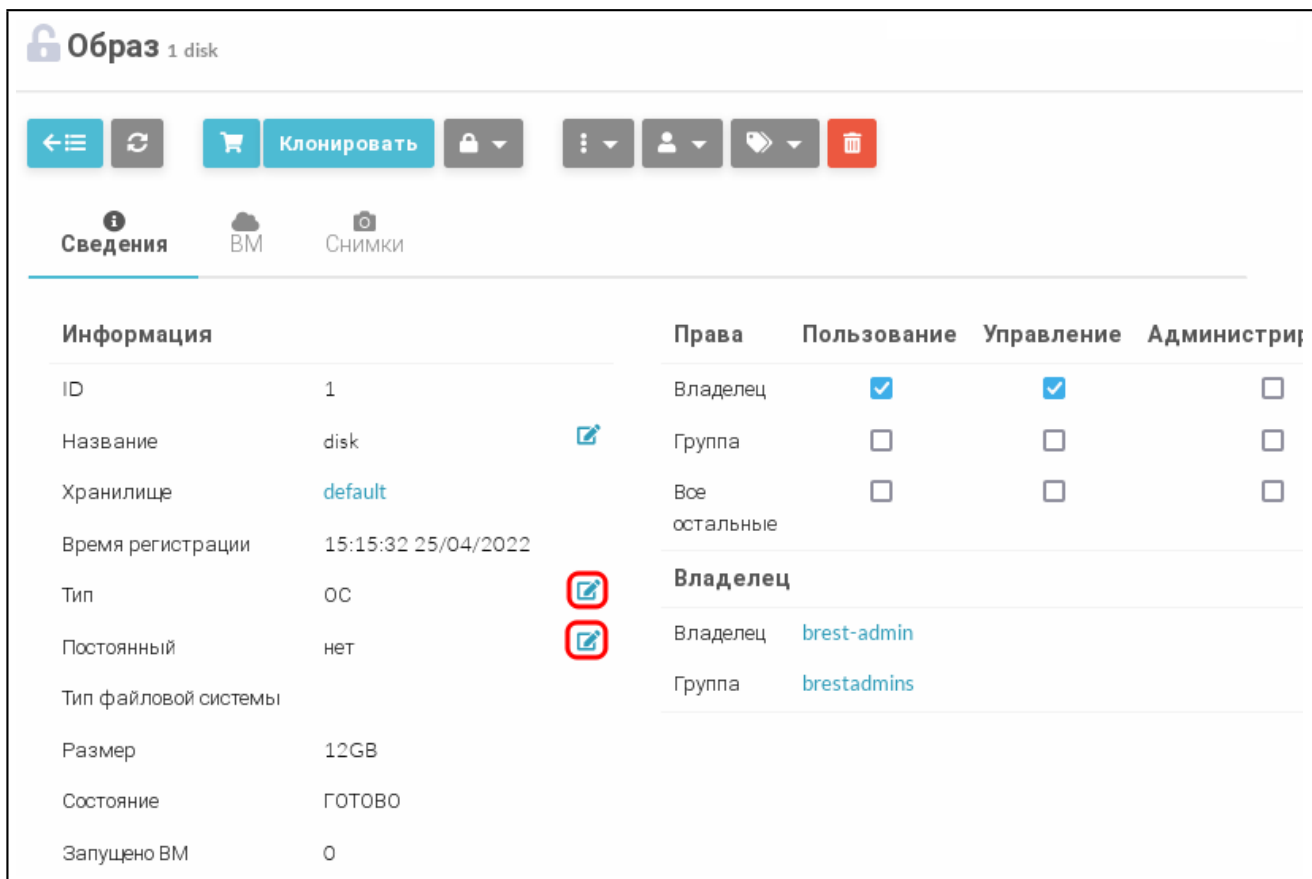 Образ 1 disk
Клонировать
Сведения
ВМ
Снимки
Информация
ID 1
Название disk
Хранилище default
Время регистрации 15:15:32 25/04/2022
Тип ОС
Постоянный нет
Тип файловой системы
Размер 12GB
Состояние ГОТОВО
Запущено ВМ 0
Права Пользование Управление Администрир
Владелец
Группа
Все
остальные
Владелец
Владелец brest-admin
Группа brestadmins